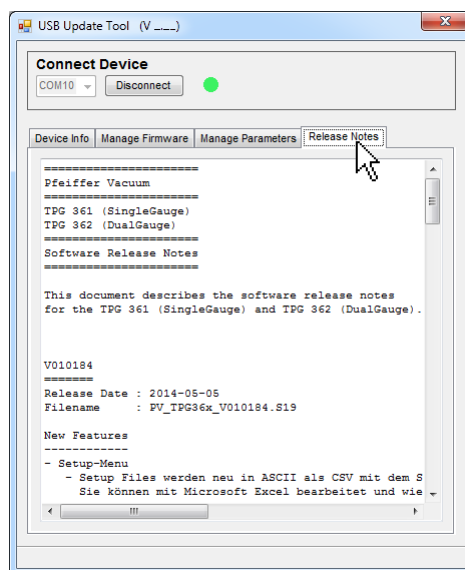 USB Update Tool (V _.__)
Connect Device
COM10 Disconnect
Device Info Manage Firmware Manage Parameters Release Notes
======================
Pfeiffer Vacuum
======================
TPG 361 (SingleGauge)
TPG 362 (DualGauge)
======================
Software Release Notes
======================
This document describes the software release notes
for the TPG 361 (SingleGauge) and TPG 362 (DualGauge).
V010184
=======
Release Date : 2014-05-05
Filename : PV_TPG36x_V010184.S19
New Features
------------
- Setup-Menu
- Setup Files werden neu in ASCII als CSV mit dem S
Sie können mit Microsoft Excel bearbeitet und wie